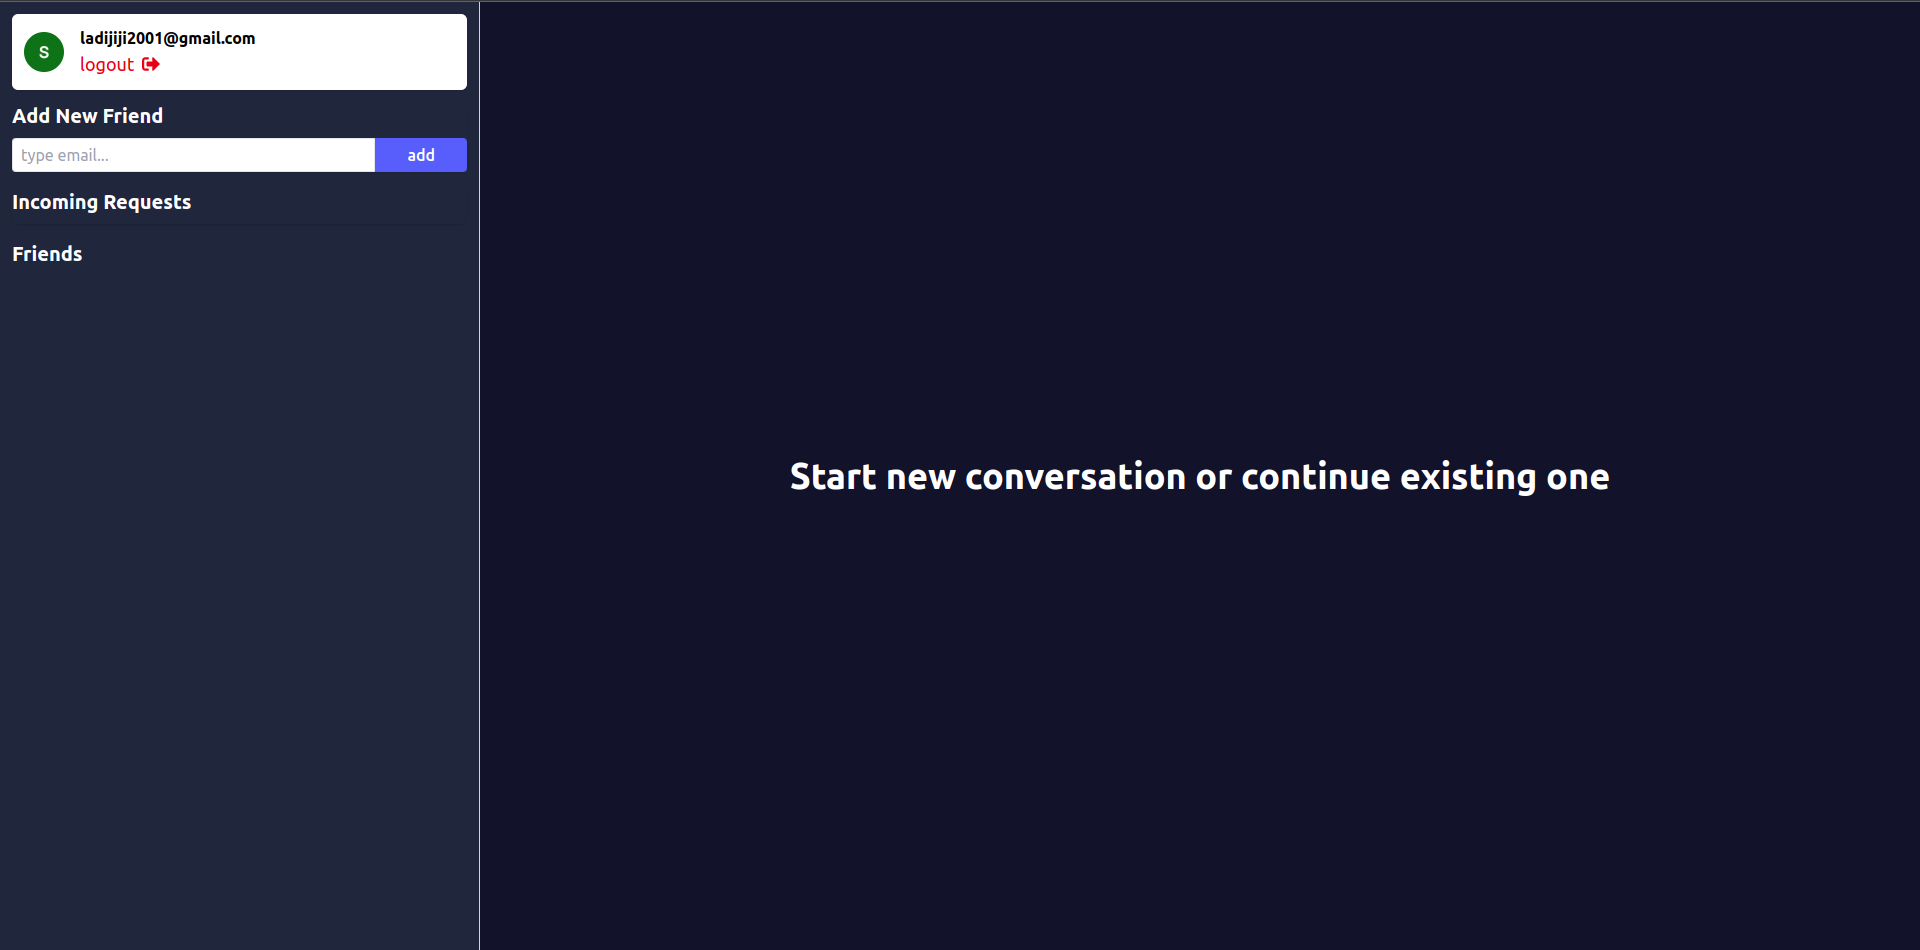 S
ladijiji2001@gmail.com
logout
Add New Friend
type email...
add
Incoming Requests
Friends
Start new conversation or continue existing one